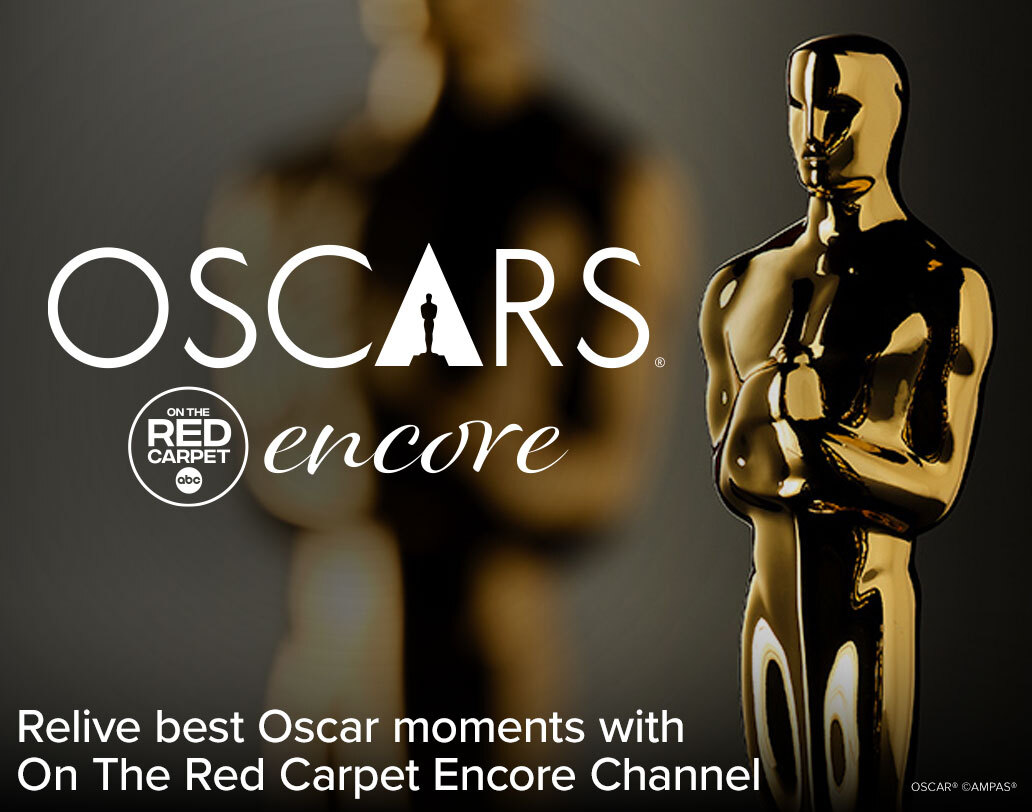 OSCARS®
ON THE
RED
CARPET
abc
encore
Relive best Oscar moments with
On The Red Carpet Encore Channel
OSCAR® ©AMPAS®